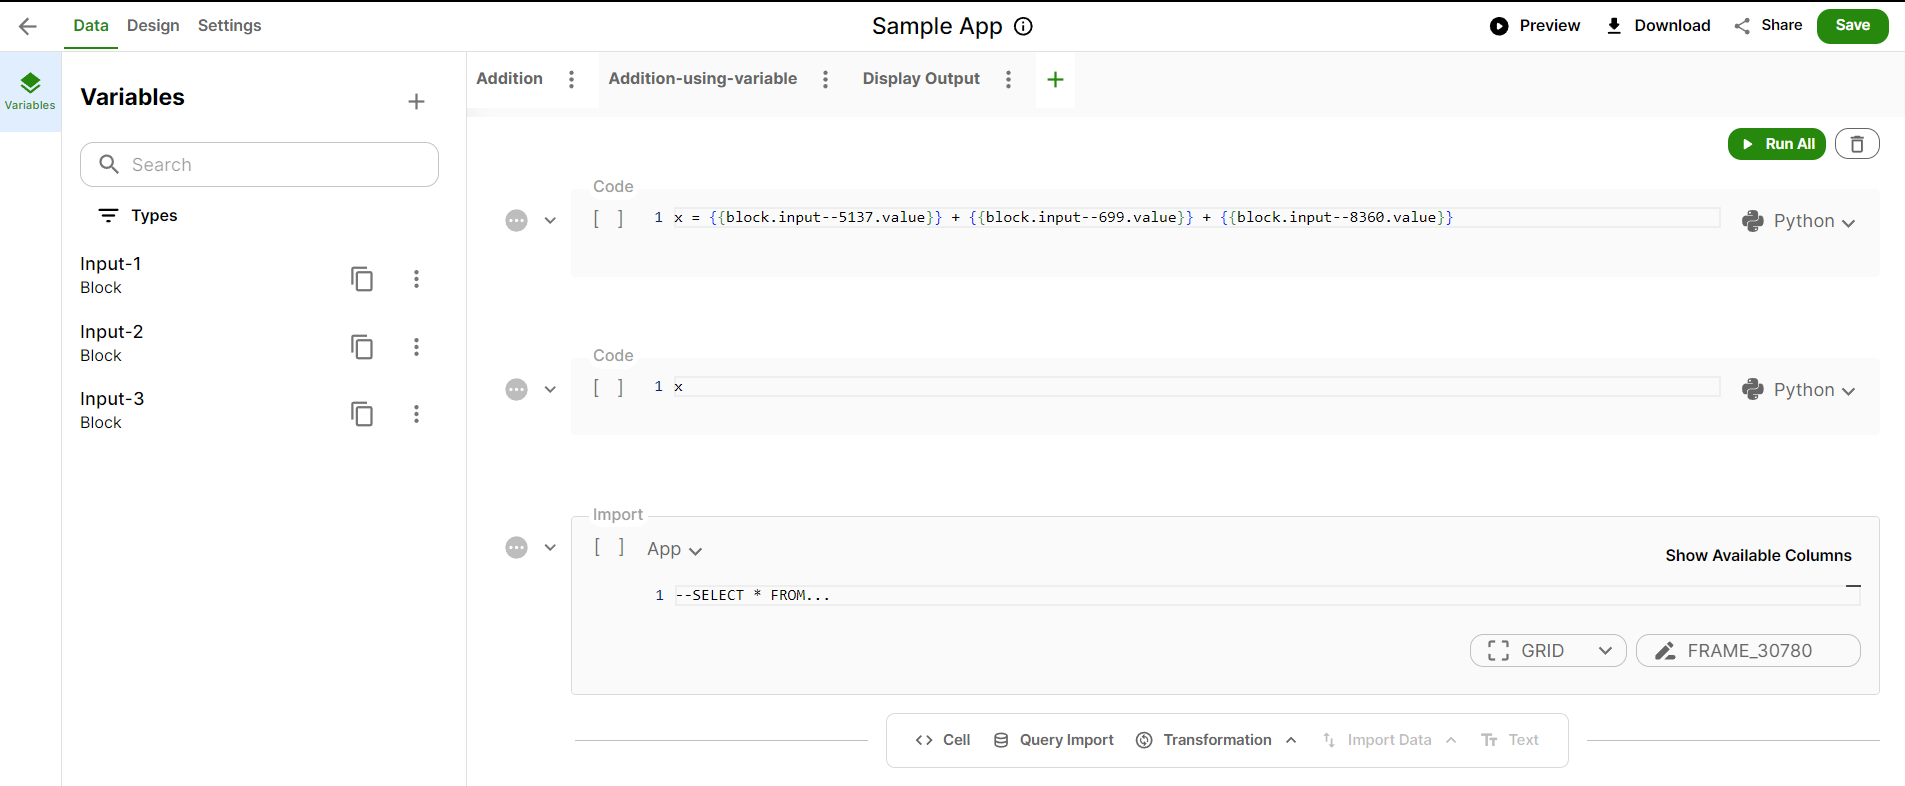 Data Design Settings
Sample App
Preview Download Share Save
Variables
Variables
Search
Types
Input-1
Block
Input-2
Block
Input-3
Block
Addition Addition-using-variable Display Output
Run All
Code
[ ] 1 x = {{block.input--5137.value}} + {{block.input--699.value}} + {{block.input--8360.value}} Python
Code
[ ] 1 x Python
Import
[ ] App
Show Available Columns
1 --SELECT * FROM...
GRID FRAME_30780
Cell Query Import Transformation Import Data Text